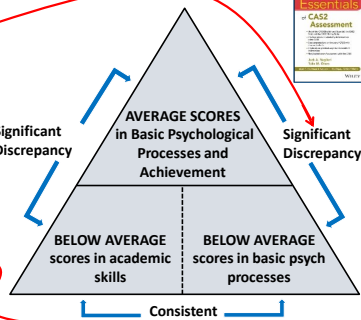 Essentials
of CAS2
Assessment
WILEY
AVERAGE SCORES
in Basic Psychological
Processes and
Achievement
Significant
Discrepancy
Significant
Discrepancy
BELOW AVERAGE
scores in academic
skills
BELOW AVERAGE
scores in basic psych
processes
Consistent